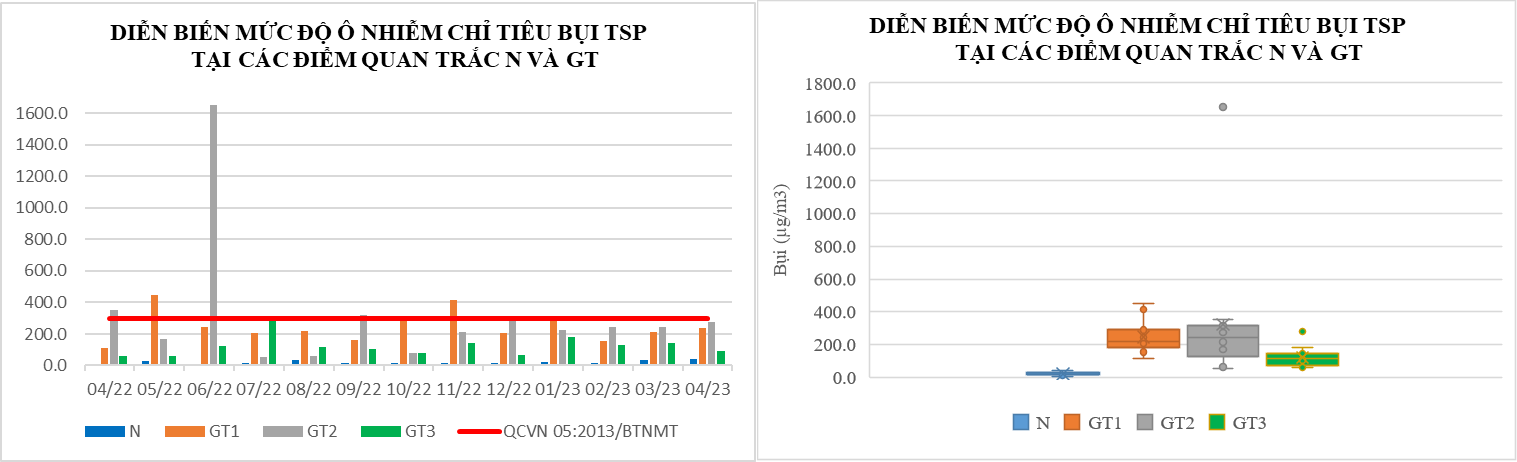 DIỄN BIẾN MỨC ĐỘ Ô NHIỄM CHỈ TIÊU BỤI TSP
TẠI CÁC ĐIỂM QUAN TRẮC N VÀ GT
1600.0
1400.0
1200.0
1000.0
800.0
600.0
400.0
200.0
0.0
04/22 05/22 06/22 07/22 08/22 09/22 10/22 11/22 12/22 01/23 02/23 03/23 04/23
N GT1 GT2 GT3 QCVN 05:2013/BTNMT
DIỄN BIẾN MỨC ĐỘ Ô NHIỄM CHỈ TIÊU BỤI TSP
TẠI CÁC ĐIỂM QUAN TRẮC N VÀ GT
Bụi (µg/m3)
1800.0
1600.0
1400.0
1200.0
1000.0
800.0
600.0
400.0
200.0
0.0
N GT1 GT2 GT3